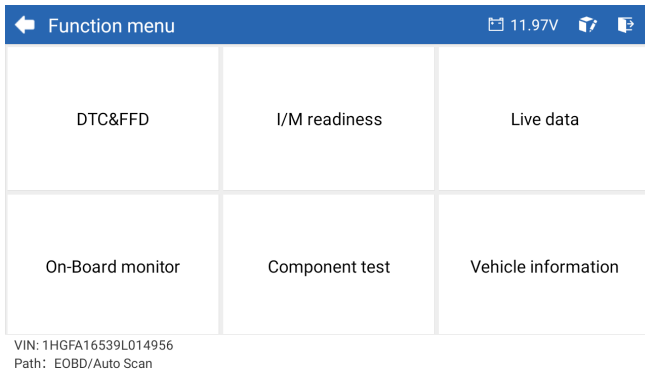 Function menu 11.97V
DTC&FFD I/M readiness Live data
On-Board monitor Component test Vehicle information
VIN: 1HGFA16539L014956
Path: EOBD/Auto Scan